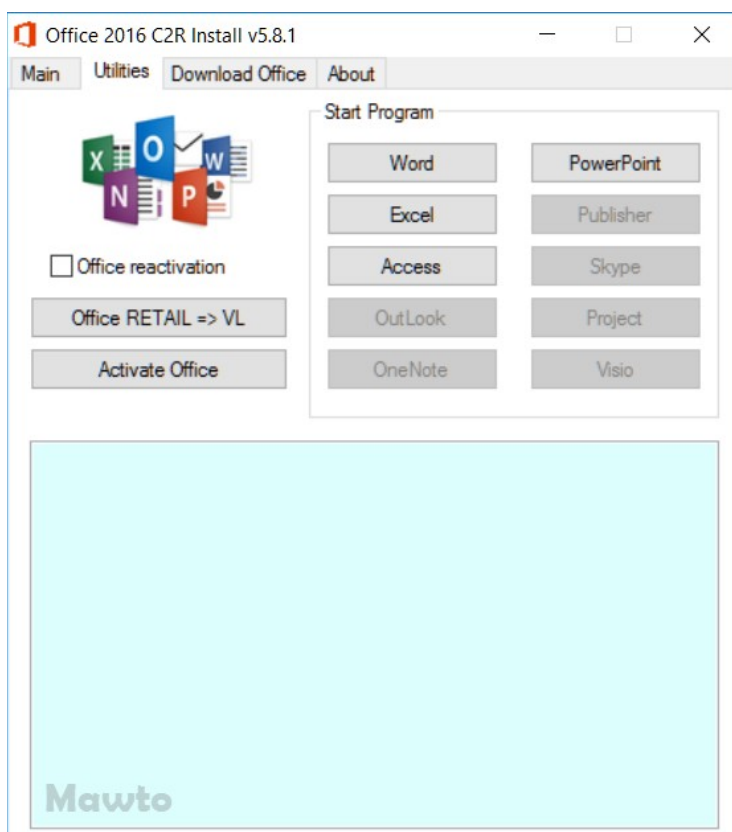 Office 2016 C2R Install v5.8.1
Main Utilities Download Office About
Start Program
Word PowerPoint
Excel Publisher
Office reactivation
Access Skype
Office RETAIL => VL
OutLook Project
Activate Office
OneNote Visio
Mawto